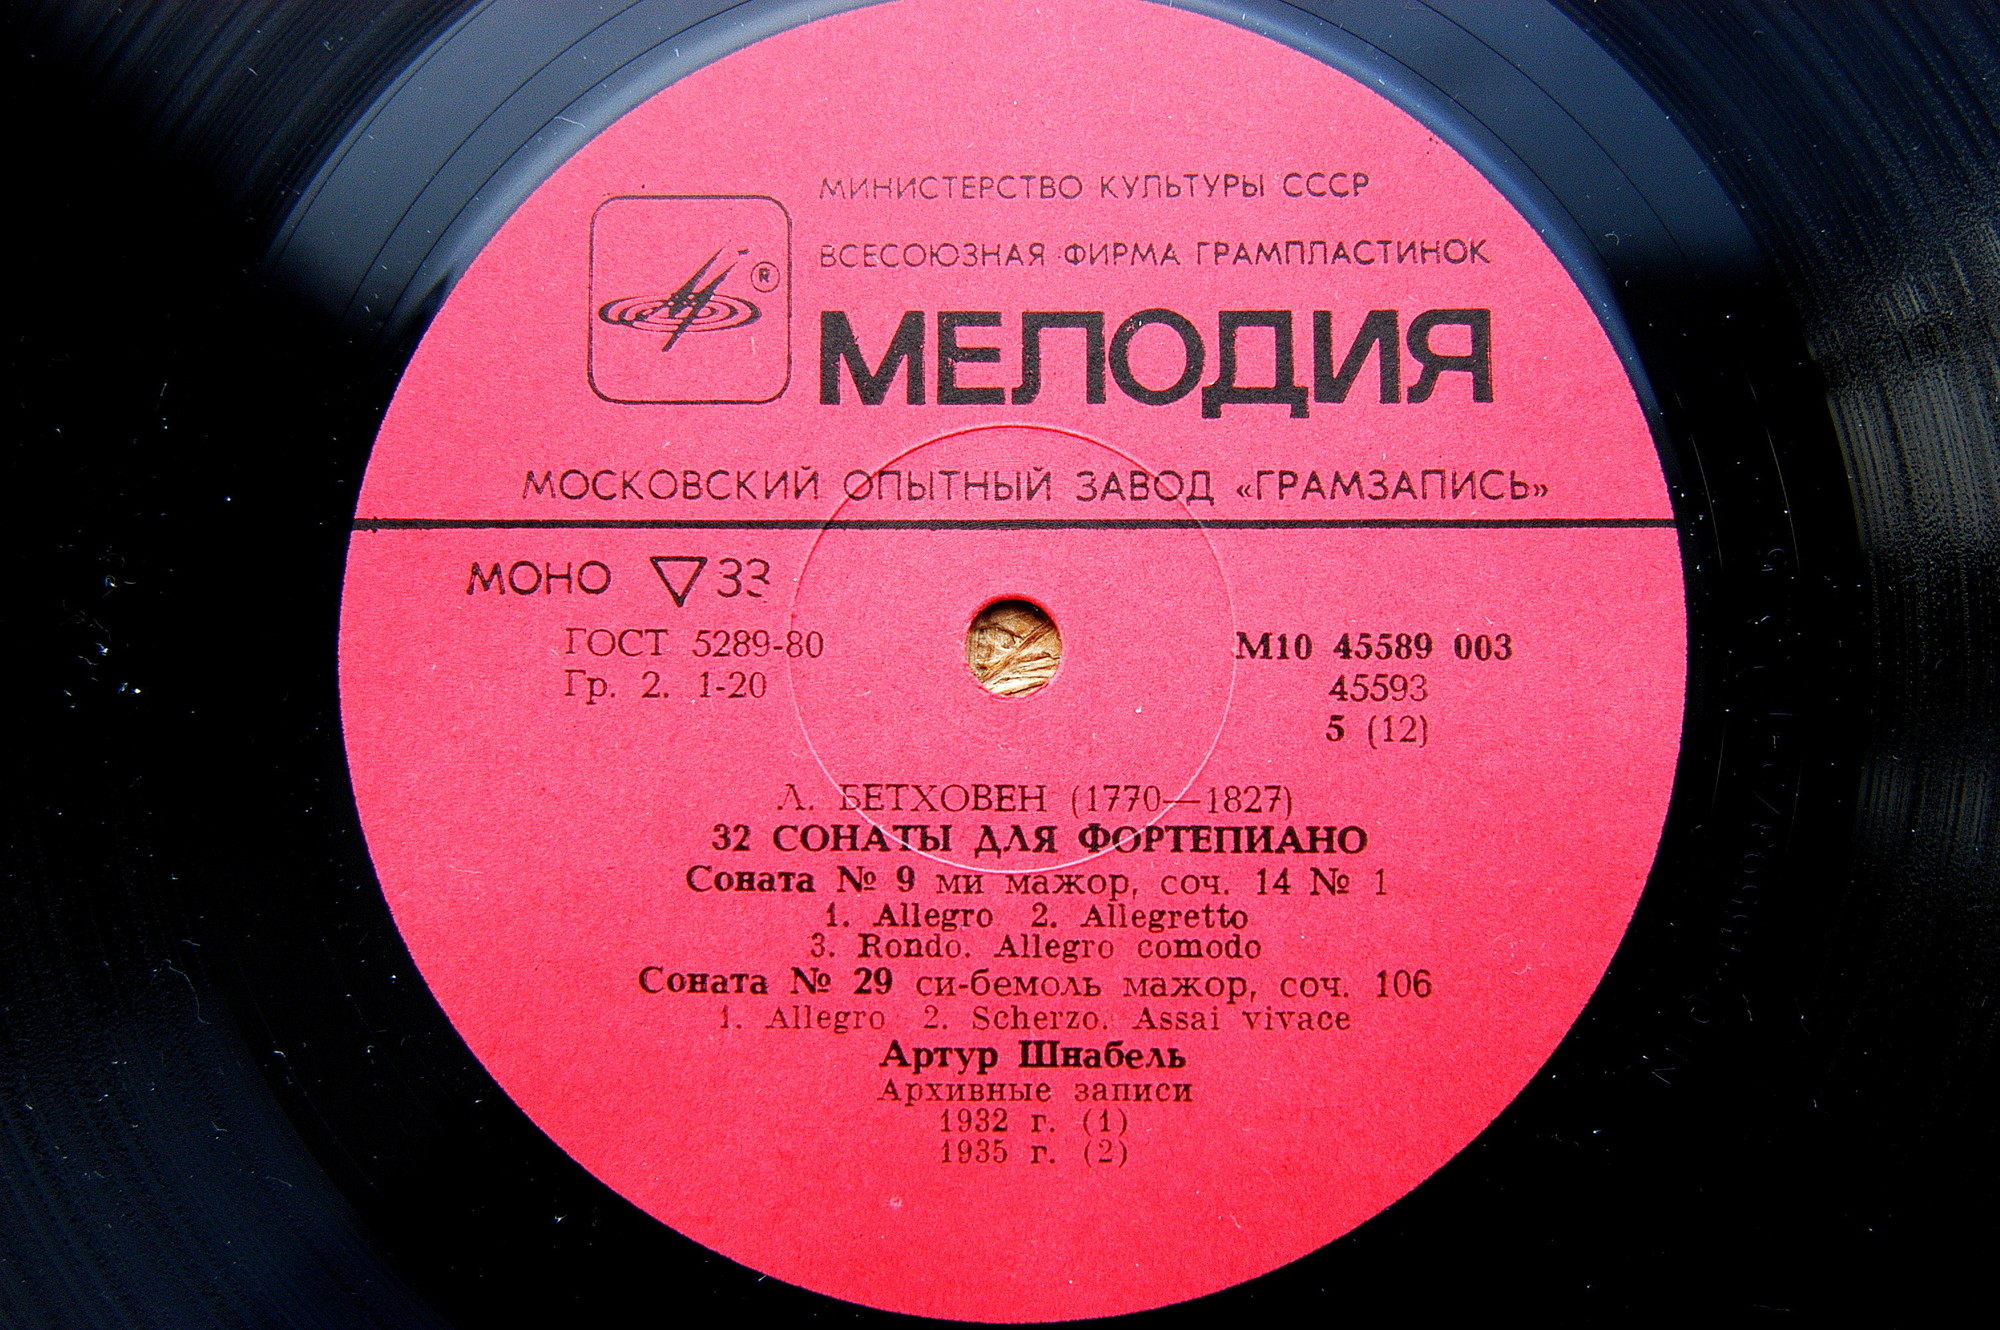 МИНИСТЕРСТВО КУЛЬТУРЫ СССР
ВСЕСОЮЗНАЯ ФИРМА ГРАМПЛАСТИНОК
®
МЕЛОДИЯ
МОСКОВСКИЙ ОПЫТНЫЙ ЗАВОД «ГРАМЗАПИСЬ»
МОНО ▽33
ГОСТ 5289-80
Гр. 2. 1-20
М10 45589 003
45593
5 (12)
Л. БЕТХОВЕН (1770—1827)
32 СОНАТЫ ДЛЯ ФОРТЕПИАНО
Соната № 9 ми мажор, соч. 14 № 1
1. Allegro 2. Allegretto
3. Rondo. Allegro comodo
Соната № 29 си-бемоль мажор, соч. 106
1. Allegro 2. Scherzo. Assai vivace
Артур Шнабель
Архивные записи
1932 г. (1)
1935 г. (2)